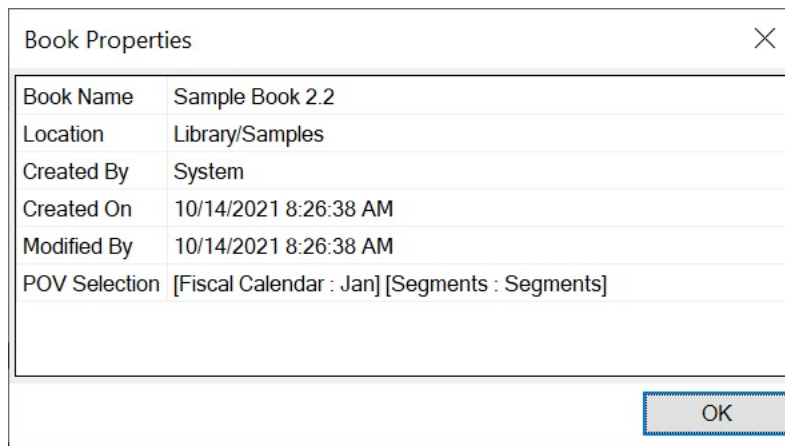 Book Properties
Book Name Sample Book 2.2
Location Library/Samples
Created By System
Created On 10/14/2021 8:26:38 AM
Modified By 10/14/2021 8:26:38 AM
POV Selection [Fiscal Calendar : Jan] [Segments : Segments]
OK